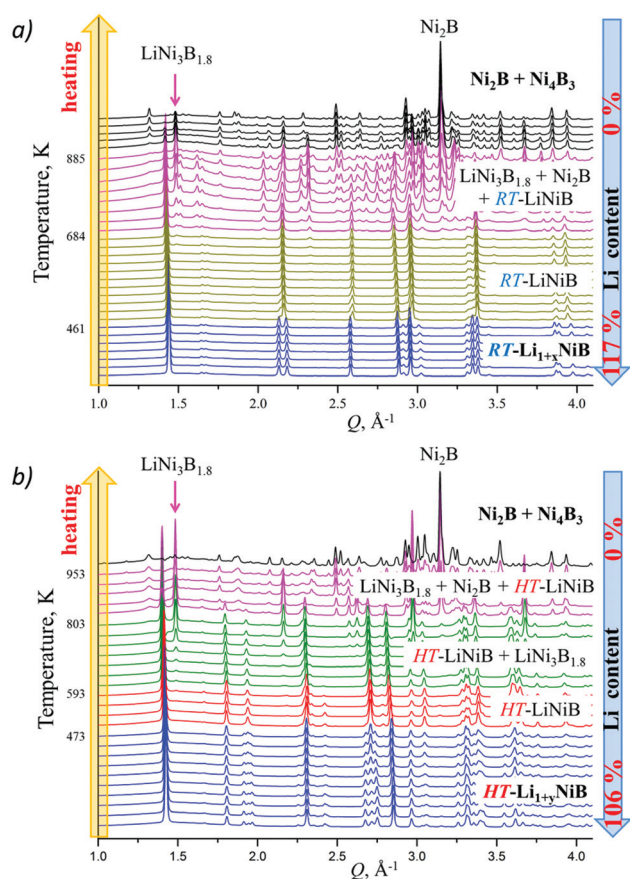 a)
heating
LiNi₃B₁.₈
Ni₂B
Ni₂B + Ni₄B₃
0 %
Temperature, K
885
684
461
LiNi₃B₁.₈ + Ni₂B
+ RT-LiNiB
RT-LiNiB
RT-Li₁₊ₓNiB
Li content
117 %
1.0 1.5 2.0 2.5 3.0 3.5 4.0
Q, Å⁻¹
b)
heating
LiNi₃B₁.₈
Ni₂B
Ni₂B + Ni₄B₃
0 %
Temperature, K
953
803
593
473
LiNi₃B₁.₈ + Ni₂B + HT-LiNiB
HT-LiNiB + LiNi₃B₁.₈
HT-LiNiB
HT-Li₁₊yNiB
Li content
106 %
1.0 1.5 2.0 2.5 3.0 3.5 4.0
Q, Å⁻¹